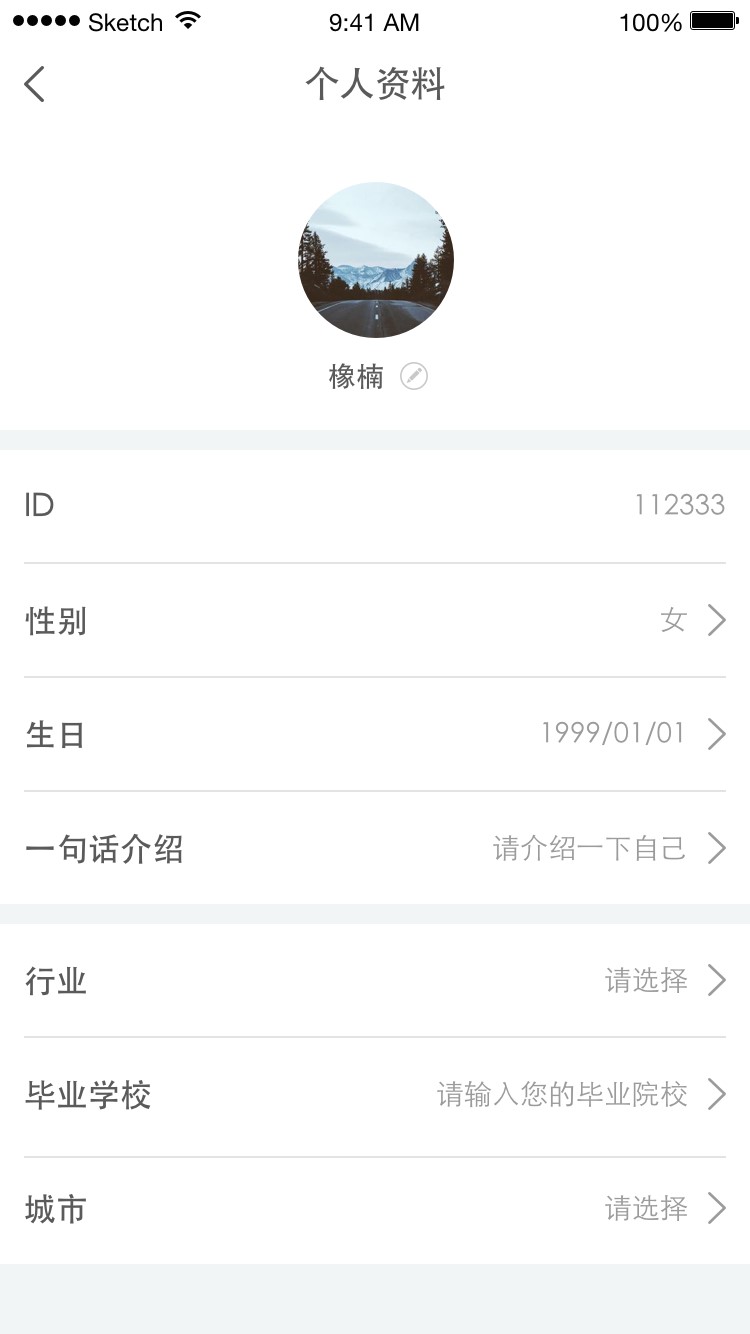 Sketch 9:41 AM 100%
个人资料
橡楠
ID 112333
性别 女
生日 1999/01/01
一句话介绍 请介绍一下自己
行业 请选择
毕业学校 请输入您的毕业院校
城市 请选择